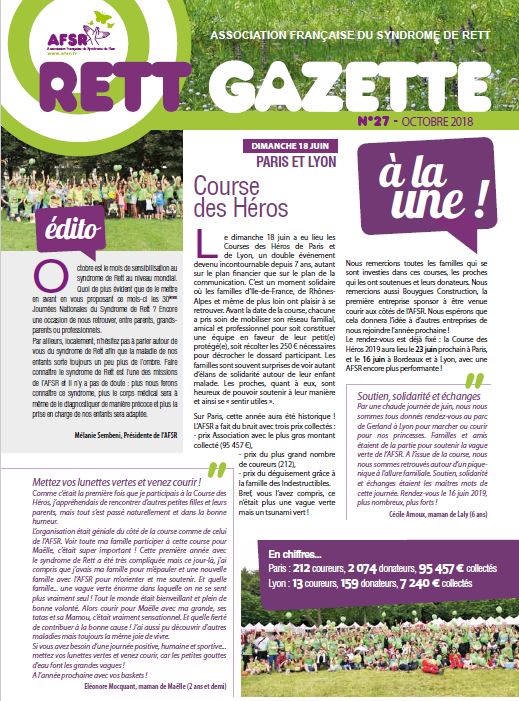 AFSR
Association Française du Syndrome de Rett
www.afsr.fr
ASSOCIATION FRANÇAISE DU SYNDROME DE RETT
RETT GAZETTE
N°27 - OCTOBRE 2018
édito
Octobre est le mois de sensibilisation au
syndrome de Rett au niveau mondial.
Quoi de plus évident que de le mettre
en avant en vous proposant ce mois-ci les 30èmes
Journées Nationales du Syndrome de Rett ? Encore
une occasion de nous retrouver, entre parents, grands-
parents ou professionnels.
Par ailleurs, localement, n'hésitez pas à parler autour de
vous du syndrome de Rett afin que la maladie de nos
enfants sorte toujours un peu plus de l'ombre. Faire
connaître le syndrome de Rett est l'une des missions
de l'AFSR et il n'y a pas de doute : plus nous ferons
connaître ce syndrome, plus le corps médical sera à
même de le diagnostiquer de manière précoce et plus la
prise en charge de nos enfants sera adaptée.
Mélanie Sembeni, Présidente de l'AFSR
DIMANCHE 18 JUIN
PARIS ET LYON
Course
des Héros
Le dimanche 18 juin a eu lieu les
Courses des Héros de Paris et
de Lyon, un double événement
devenu incontournable depuis 7 ans, autant
sur le plan financier que sur le plan de la
communication. C'est un moment solidaire
où les familles d'Ile-de-France, de Rhônes-
Alpes et même de plus loin ont plaisir à se
retrouver. Avant la date de la course, chacune
a pris soin de mobiliser son réseau familial,
amical et professionnel pour soit constituer
une équipe en faveur de leur petit(e)
protégé(e), soit récolter les 250 € nécessaires
pour décrocher le dossard participant. Les
familles sont souvent surprises de voir autant
d'élans de solidarité autour de leur enfant
malade. Les proches, quant à eux, sont
heureux de pouvoir soutenir à leur manière
et ainsi se « sentir utiles ».
Sur Paris, cette année aura été historique !
L'AFSR a fait du bruit avec trois prix collectés :
- prix Association avec le plus gros montant
collecté (95 457 €),
- prix du plus grand nombre
de coureurs (212),
- prix du déguisement grâce à
la famille des Indestructibles.
Bref, vous l'avez compris, ce
n'était plus une vague verte
mais un tsunami vert !
à la
une !
Nous remercions toutes les familles qui se
sont investies dans ces courses, les proches
qui les ont soutenues et leurs donateurs. Nous
remercions aussi Bouygues Construction, la
première entreprise sponsor à être venue
courir aux côtés de l'AFSR. Nous espérons que
cela donnera l'idée à d'autres entreprises de
nous rejoindre l'année prochaine !
Le rendez-vous est déjà fixé : la Course des
Héros 2019 aura lieu le 23 juin prochain à Paris,
et le 16 juin à Bordeaux et à Lyon, avec une
AFSR encore plus performante !
Soutien, solidarité et échanges
Par une chaude journée de juin, nous nous
sommes tous donnés rendez-vous au parc
de Gerland à Lyon pour marcher ou courir
pour nos princesses. Familles et amis
étaient de la partie pour soutenir la vague
verte de l'AFSR. A l'issue de la course, nous
nous sommes retrouvés autour d'un pique-
nique à l'allure familiale. Soutien, solidarité
et échanges étaient les maîtres mots de
cette journée. Rendez-vous le 16 juin 2019,
plus nombreux, plus forts !
Cécile Arnoux, maman de Laly (6 ans)
Mettez vos lunettes vertes et venez courir !
Comme c'était la première fois que je participais à la Course des
Héros, j'appréhendais de rencontrer d'autres petites filles et leurs
parents, mais tout s'est passé naturellement et dans la bonne
humeur.
L'organisation était géniale du côté de la course comme de celui
de l'AFSR. Voir toute ma famille participer à cette course pour
Maëlle, c'était super important ! Cette première année avec
le syndrome de Rett a été très compliquée mais ce jour-là, j'ai
compris que j'avais ma famille pour m'épauler et une nouvelle
famille avec l'AFSR pour m'orienter et me soutenir. Et quelle
famille... une vague verte énorme dans laquelle on ne se sent
plus vraiment seul ! Tout le monde était bienveillant et plein de
bonne volonté. Alors courir pour Maëlle avec ma grande, ses
tatas et sa Mamou, c'était vraiment sensationnel. Et quelle fierté
de contribuer à la bonne cause ! J'ai aussi pu découvrir d'autres
maladies mais toujours la même joie de vivre.
Si vous avez besoin d'une journée positive, humaine et sportive...
mettez vos lunettes vertes et venez courir, car les petites gouttes
d'eau font les grandes vagues !
A l'année prochaine avec vos baskets !
Eléonore Mocquant, maman de Maëlle (2 ans et demi)
En chiffres...
Paris : 212 coureurs, 2 074 donateurs, 95 457 € collectés
Lyon : 13 coureurs, 159 donateurs, 7 240 € collectés